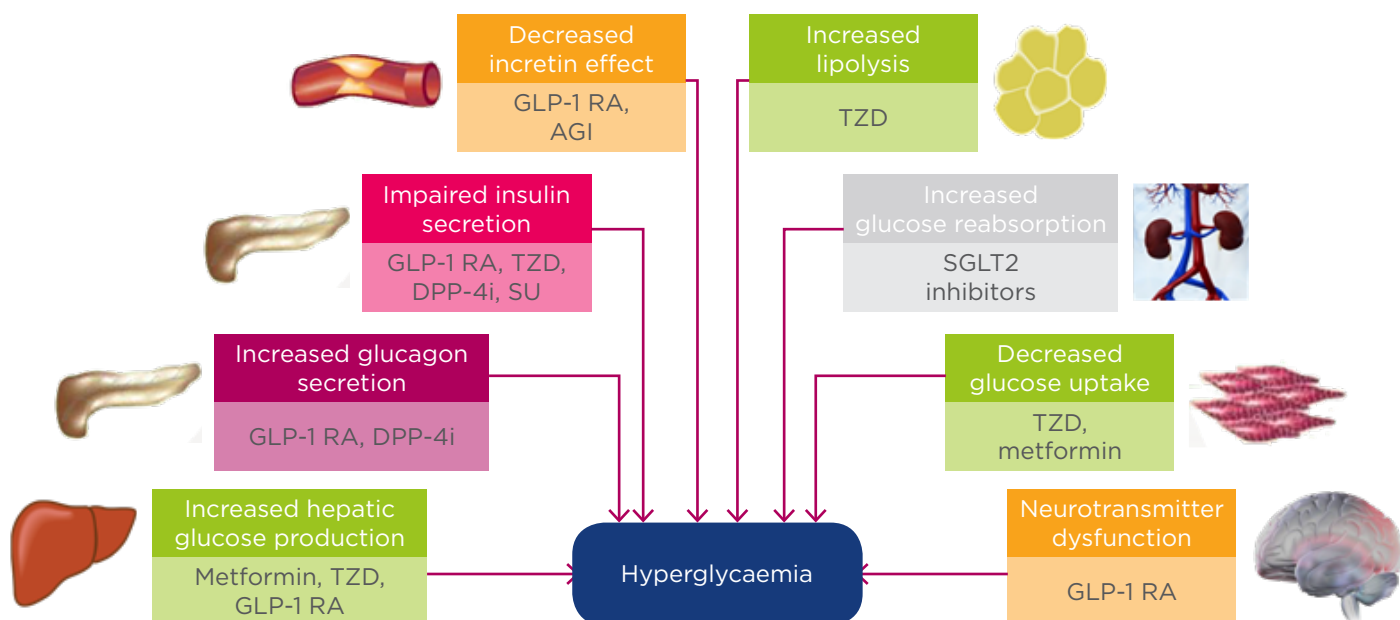 Decreased
incretin effect
GLP-1 RA,
AGI
Increased
lipolysis
TZD
Impaired insulin
secretion
GLP-1 RA, TZD,
DPP-4i, SU
Increased
glucose reabsorption
SGLT2
inhibitors
Increased glucagon
secretion
GLP-1 RA, DPP-4i
Decreased
glucose uptake
TZD,
metformin
Increased hepatic
glucose production
Metformin, TZD,
GLP-1 RA
Hyperglycaemia
Neurotransmitter
dysfunction
GLP-1 RA